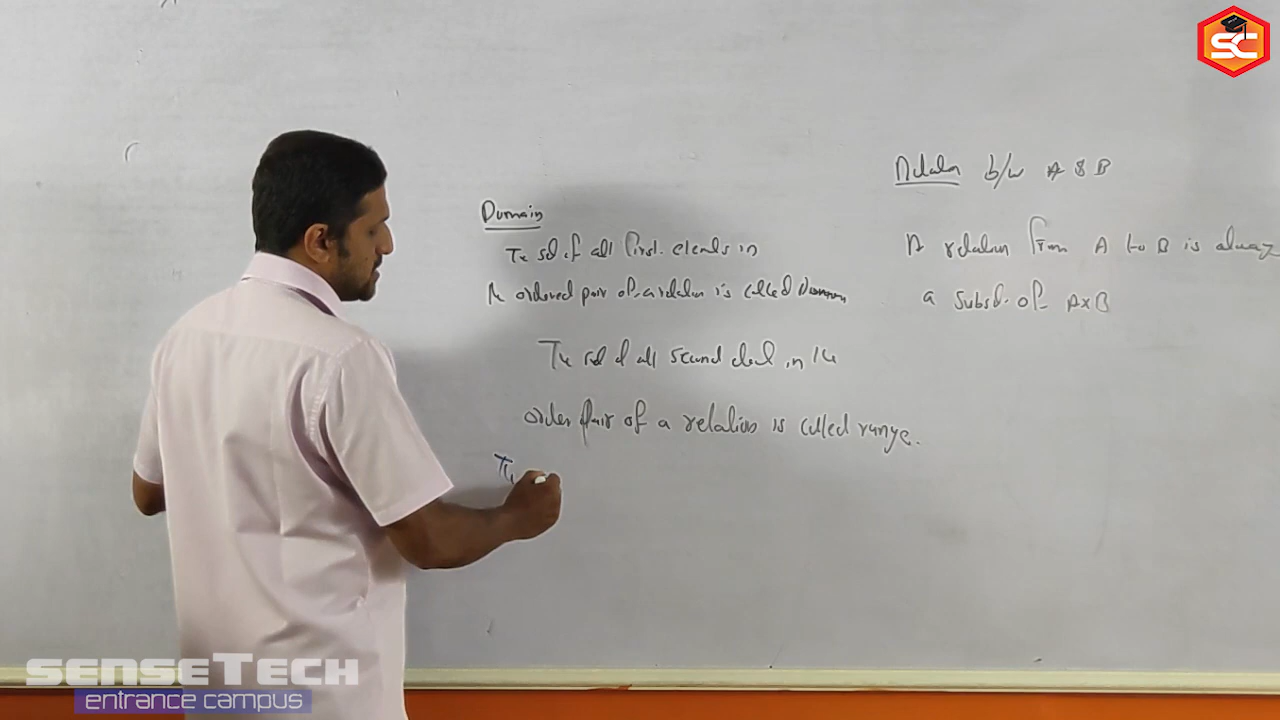 Domain
The set of all first elements in
the ordered pair of a relation is called Domain
The set of all second element in the
order pair of a relation is called range.
The
Relation b/w A & B
A relation from A to B is always
a subset of A×B
SC
senseTech
entrance campus